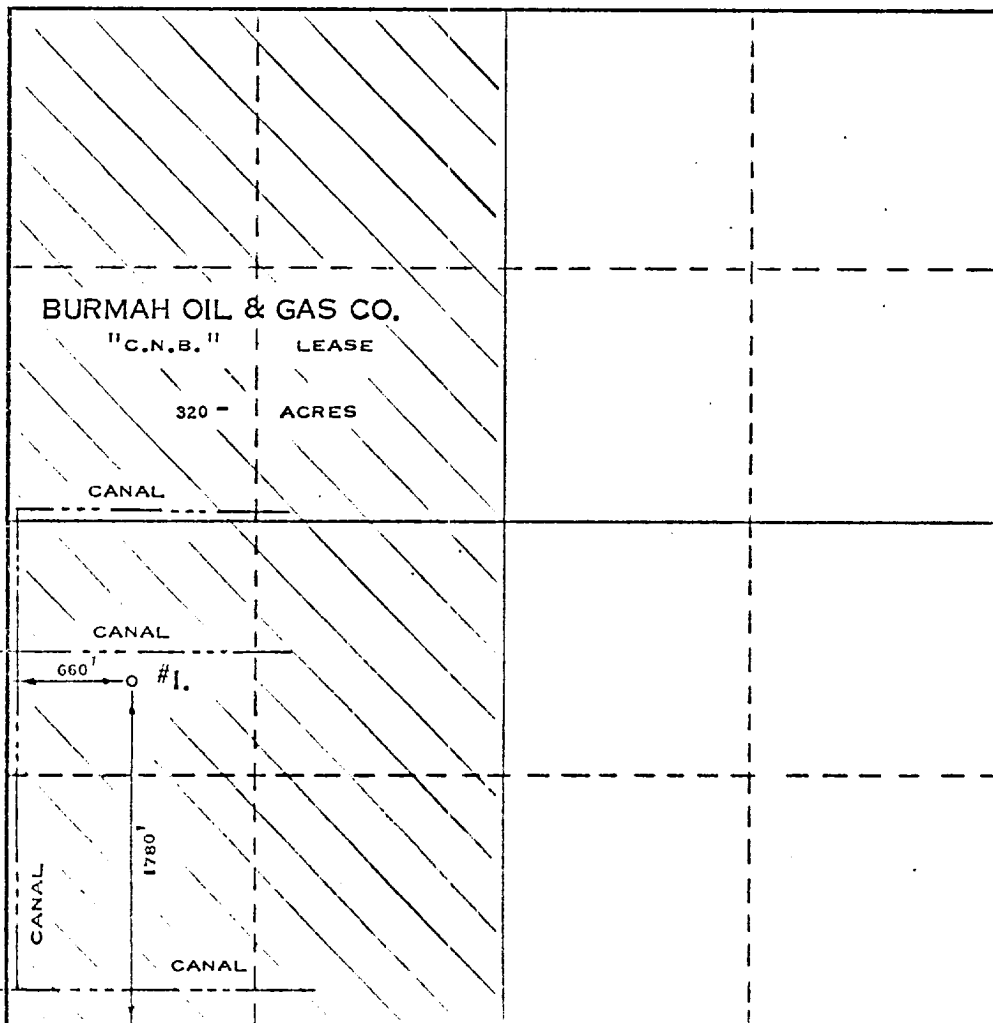 BURMAH OIL & GAS CO.
"C.N.B." LEASE
320 - ACRES
CANAL
CANAL
660'
#1.
1780'
CANAL
CANAL